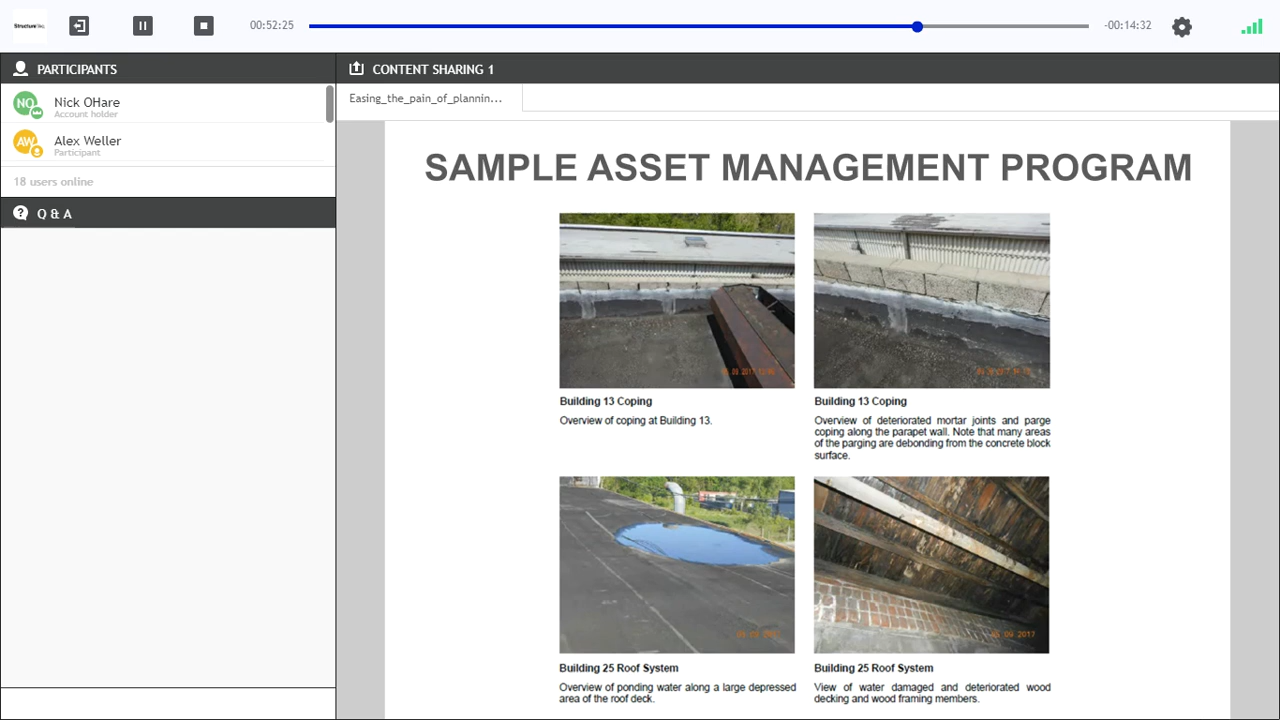 00:52:25
-00:14:32
PARTICIPANTS
CONTENT SHARING 1
NO
Nick OHare
Account holder
Easing_the_pain_of_plannin...
AW
Alex Weller
Participant
18 users online
Q & A
SAMPLE ASSET MANAGEMENT PROGRAM
Building 13 Coping
Overview of coping at Building 13.
Building 13 Coping
Overview of deteriorated mortar joints and parge
coping along the parapet wall. Note that many areas
of the parging are debonding from the concrete block
surface.
Building 25 Roof System
Overview of ponding water along a large depressed
area of the roof deck.
Building 25 Roof System
View of water damaged and deteriorated wood
decking and wood framing members.